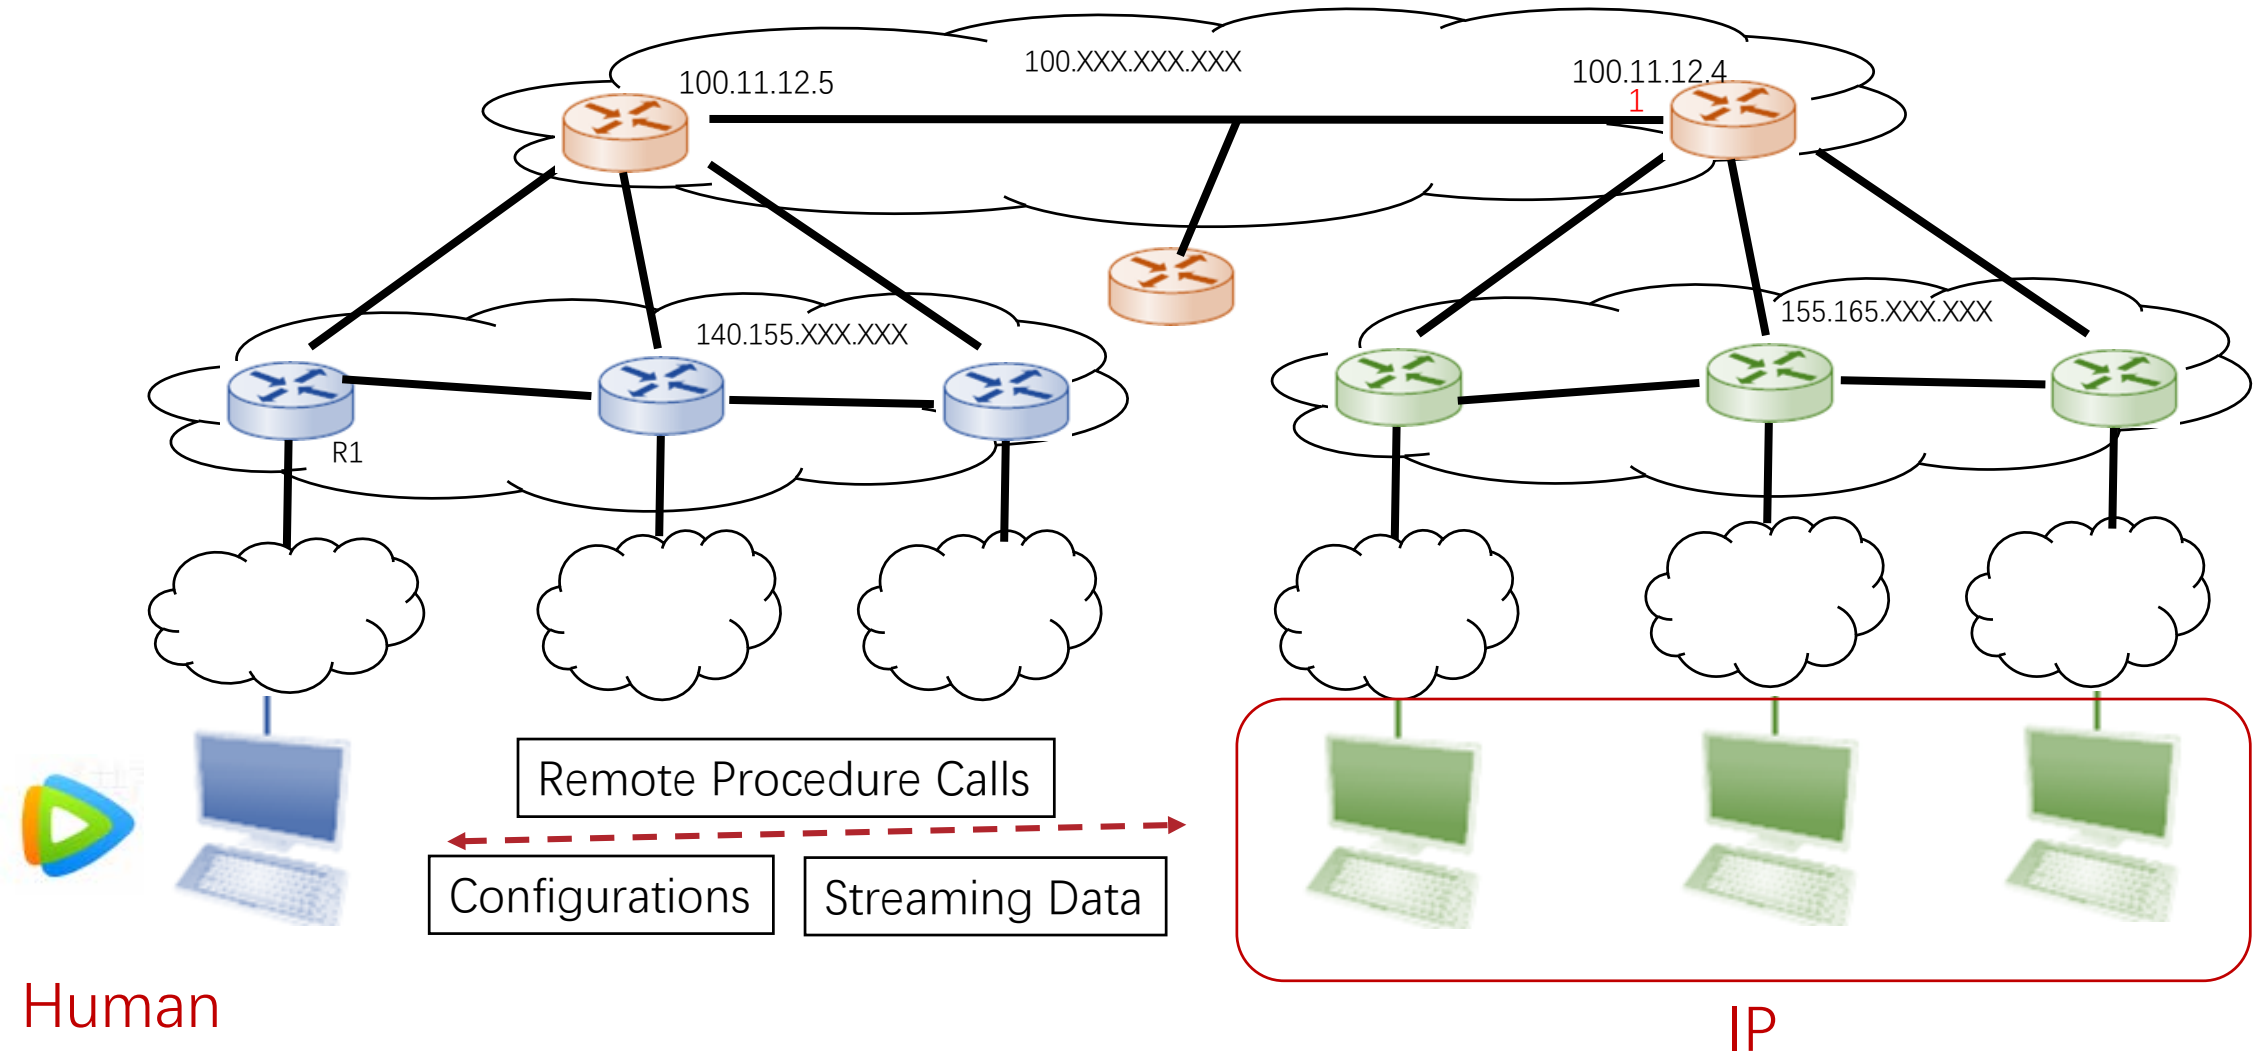 100.XXX.XXX.XXX
100.11.12.5
100.11.12.4
1
140.155.XXX.XXX
155.165.XXX.XXX
R1
Remote Procedure Calls
Configurations
Streaming Data
Human
IP